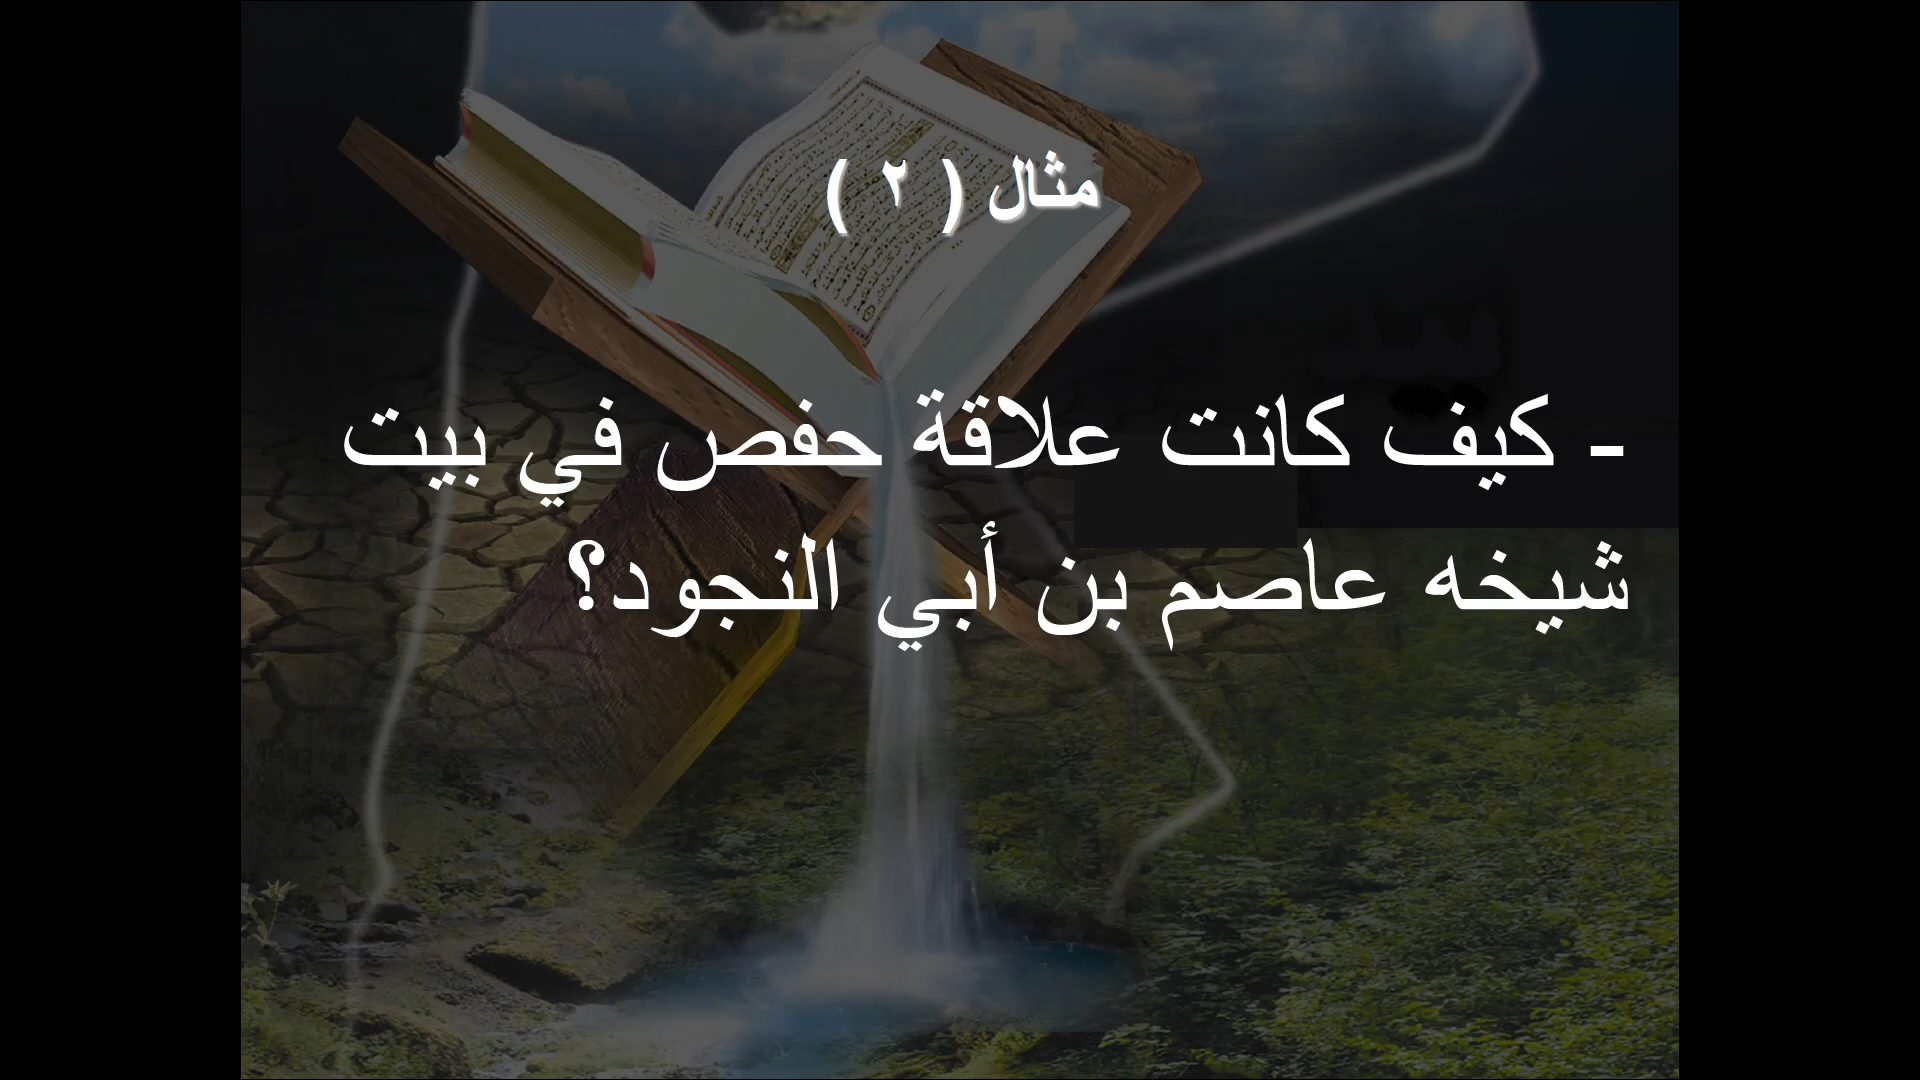 مثال ( ٢ )
- كيف كانت علاقة حفص في بيت
شيخه عاصم بن أبي النجود؟